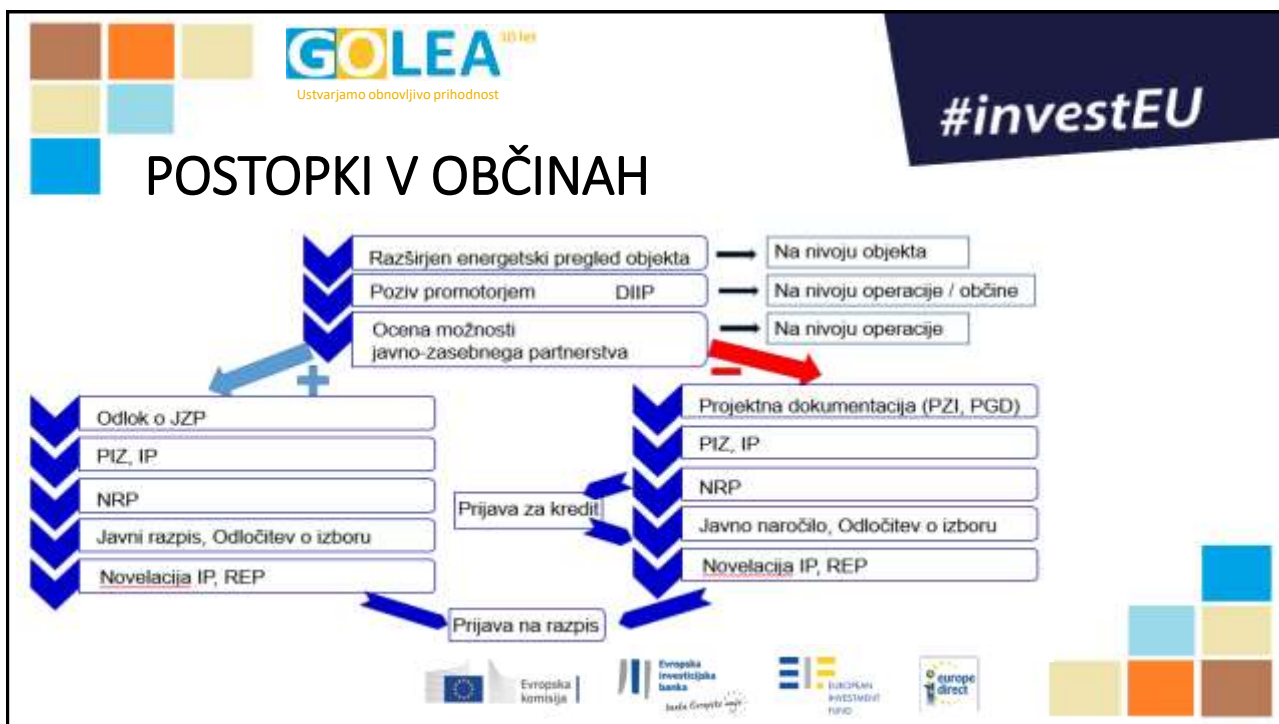 GOLEA
10 let
Ustvarjamo obnovljivo prihodnost
#investEU
POSTOPKI V OBČINAH
Razširjen energetski pregled objekta
Na nivoju objekta
Poziv promotorjem DIIP
Na nivoju operacije / občine
Ocena možnosti
javno-zasebnega partnerstva
Na nivoju operacije
+
−
Odlok o JZP
PIZ, IP
NRP
Javni razpis, Odločitev o izboru
Novelacija IP, REP
Projektna dokumentacija (PZI, PGD)
PIZ, IP
NRP
Prijava za kredit
Javno naročilo, Odločitev o izboru
Novelacija IP, REP
Prijava na razpis
Evropska
komisija
Evropska
investicijska
banka
EUROPEAN
INVESTMENT
FUND
europe
direct